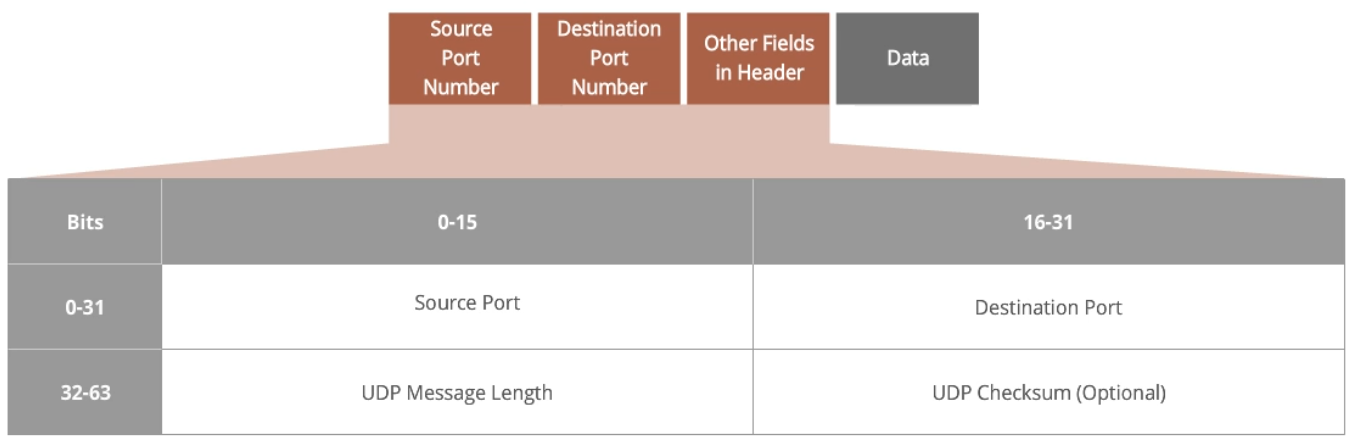 Source
Port
Number
Destination
Port
Number
Other Fields
in Header
Data
Bits
0-15
16-31
0-31
Source Port
Destination Port
32-63
UDP Message Length
UDP Checksum (Optional)